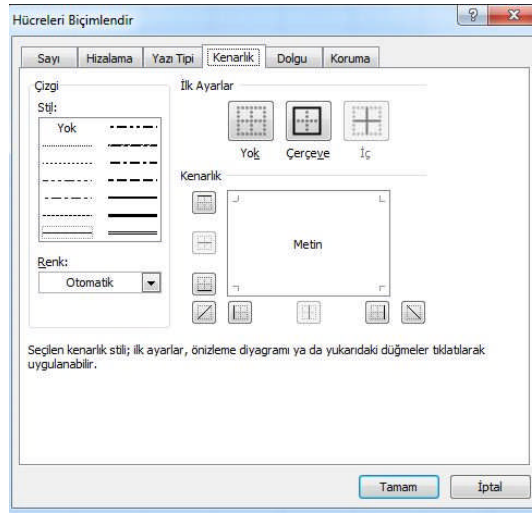 Hücreleri Biçimlendir
Sayı Hizalama Yazı Tipi Kenarlık Dolgu Koruma
Çizgi
Stil:
Yok
Renk:
Otomatik
İlk Ayarlar
Yok Çerçeve İç
Kenarlık
Metin
Seçilen kenarlık stili; ilk ayarlar, önizleme diyagramı ya da yukarıdaki düğmeler tıklatılarak
uygulanabilir.
Tamam İptal